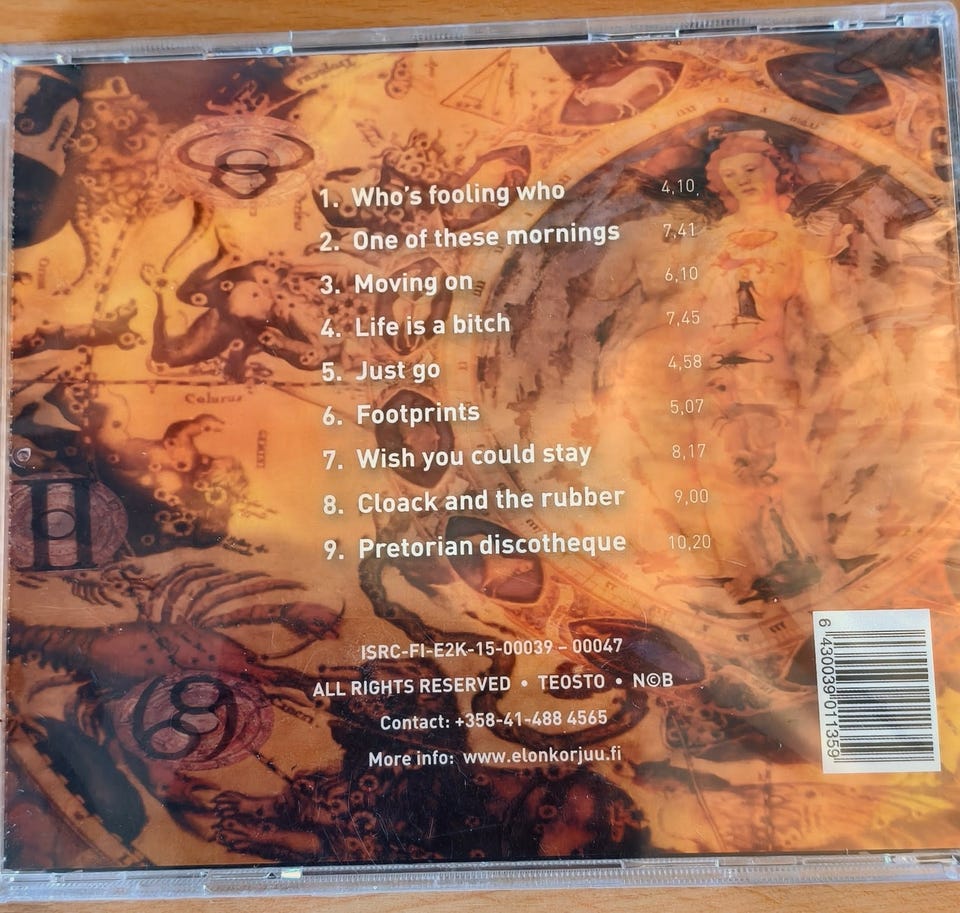 1. Who's fooling who 4,10
2. One of these mornings 7,41
3. Moving on 6,10
4. Life is a bitch 7,45
5. Just go 4,58
6. Footprints 5,07
7. Wish you could stay 8,17
8. Cloack and the rubber 9,00
9. Pretorian discotheque 10,20
Colurus
II
ISRC-FI-E2K-15-00039 – 00047
ALL RIGHTS RESERVED • TEOSTO • N©B
Contact: +358-41-488 4565
More info: www.elonkorjuu.fi
6 430039 011359